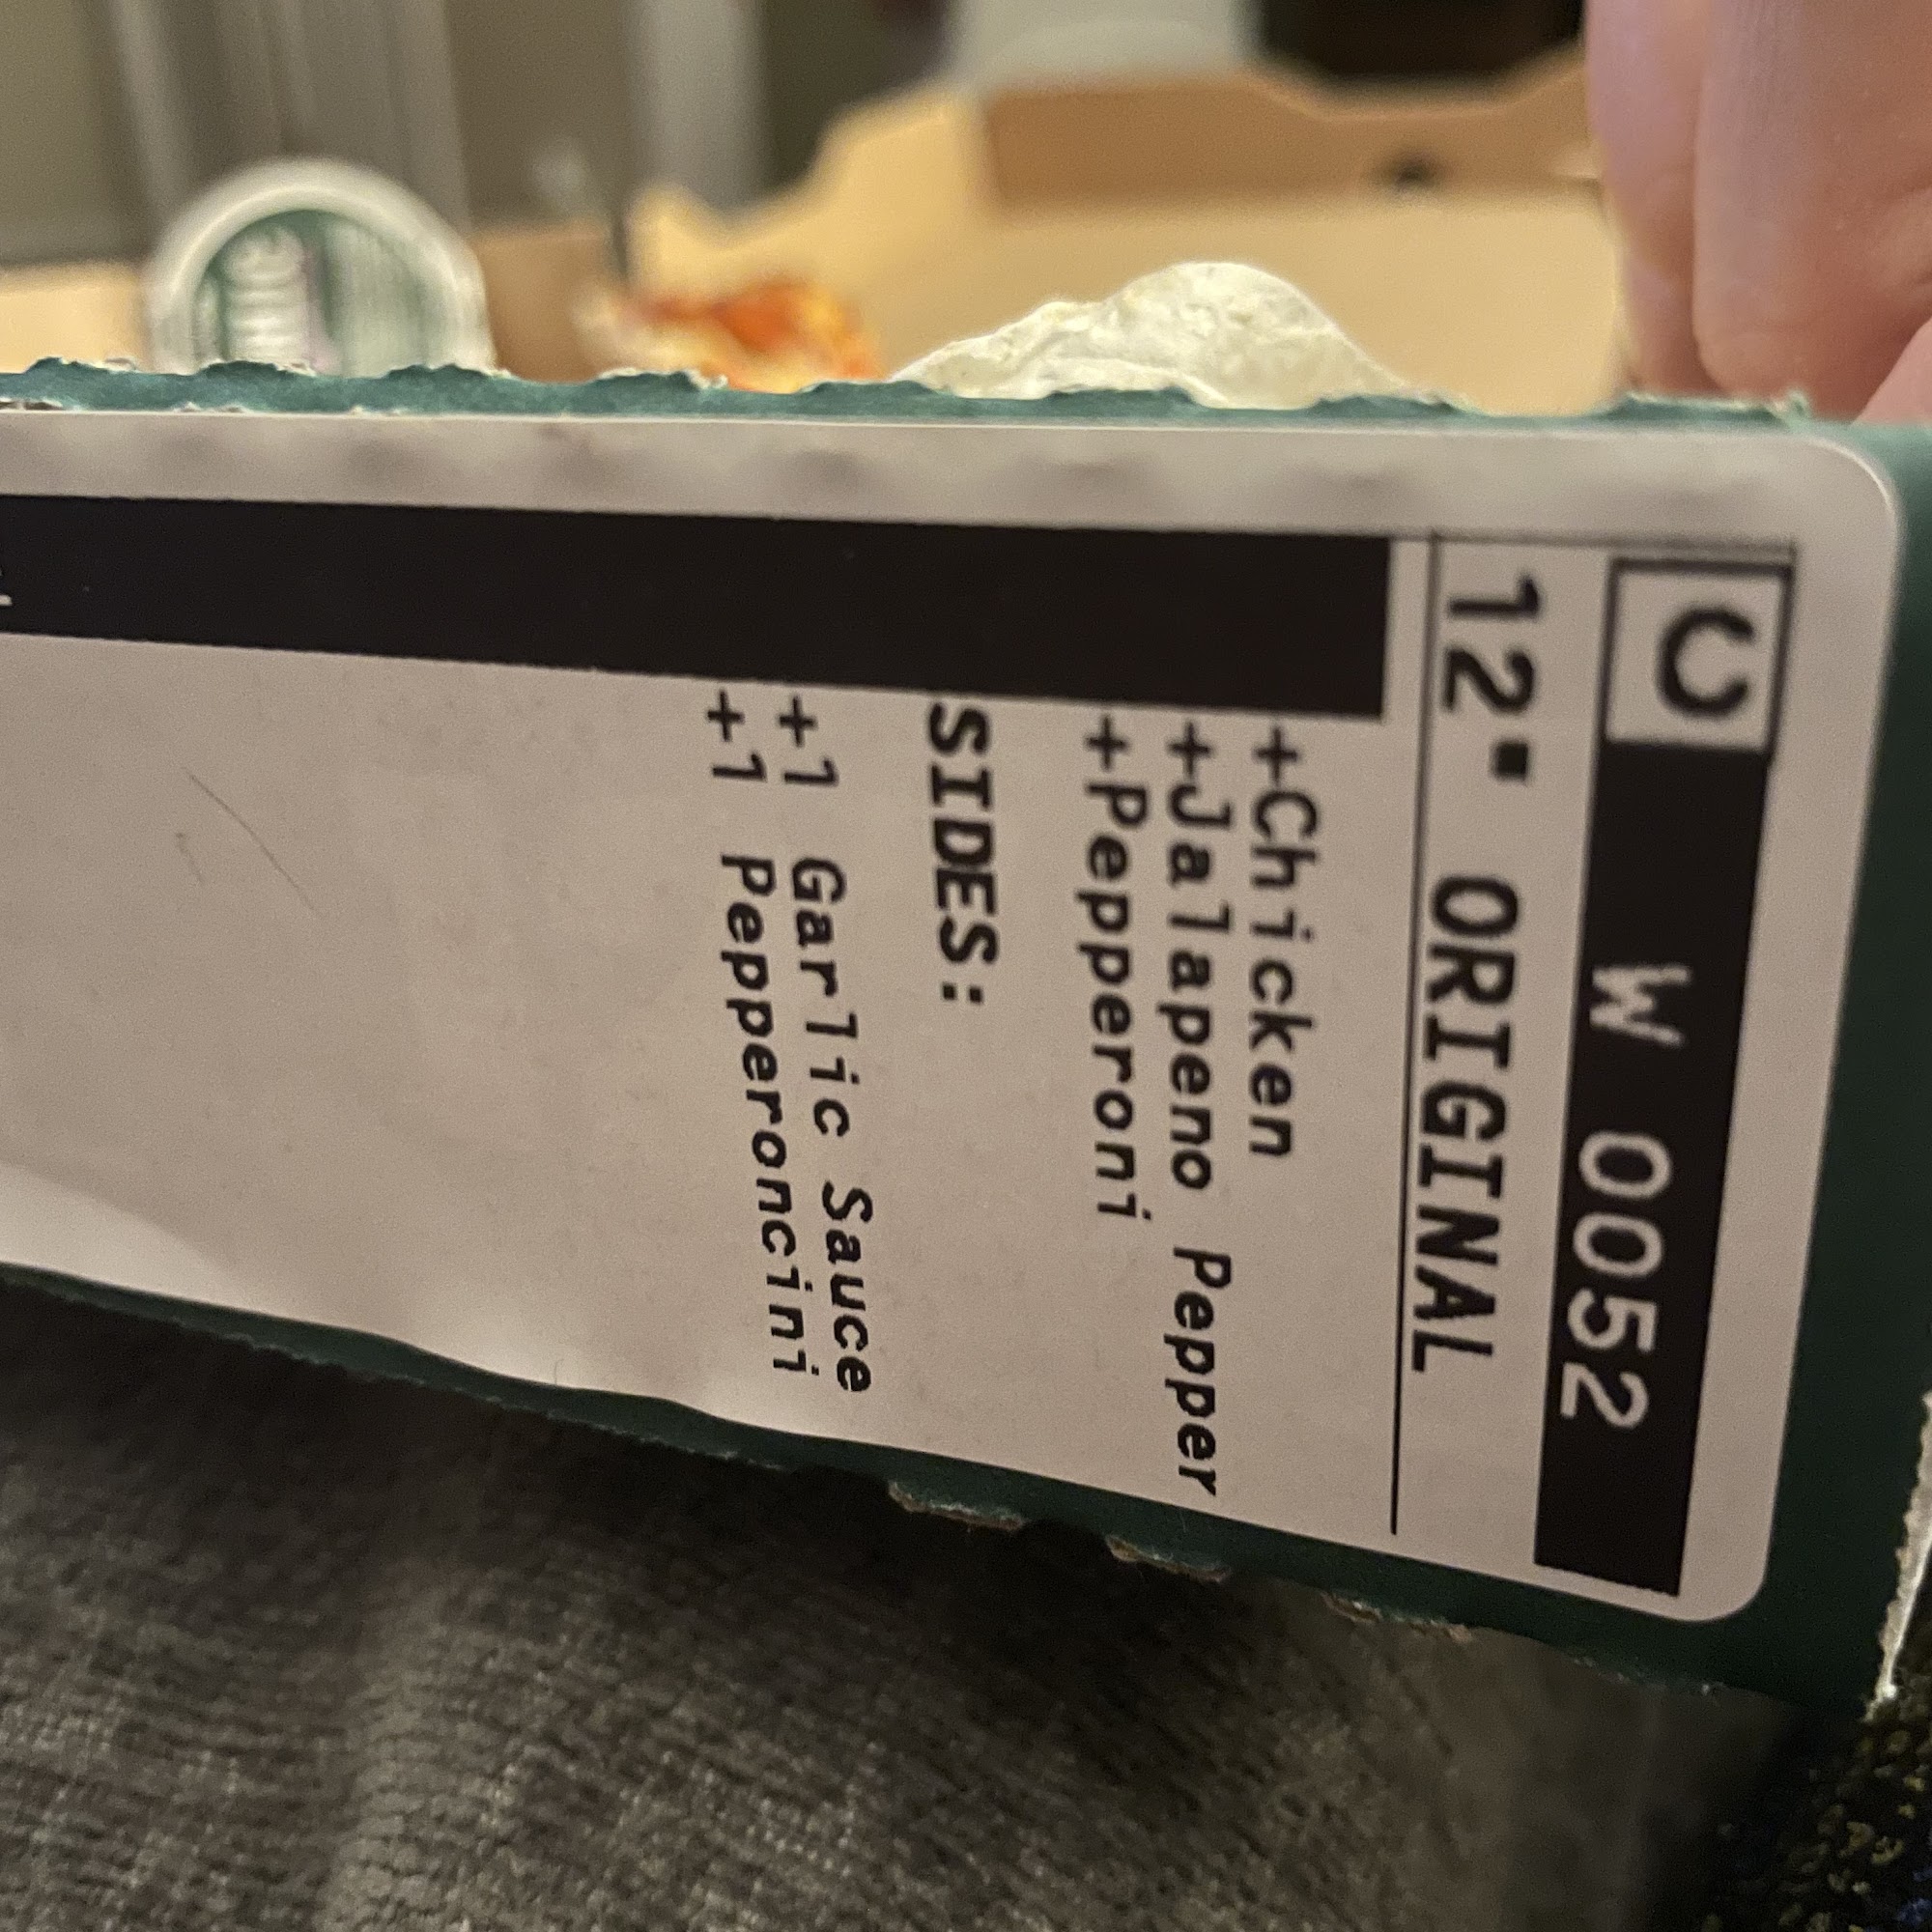 C W 0052
12" ORIGINAL
+Chicken
+Jalapeno Pepper
+Pepperoni
SIDES:
+1 Garlic Sauce
+1 Pepperoncini